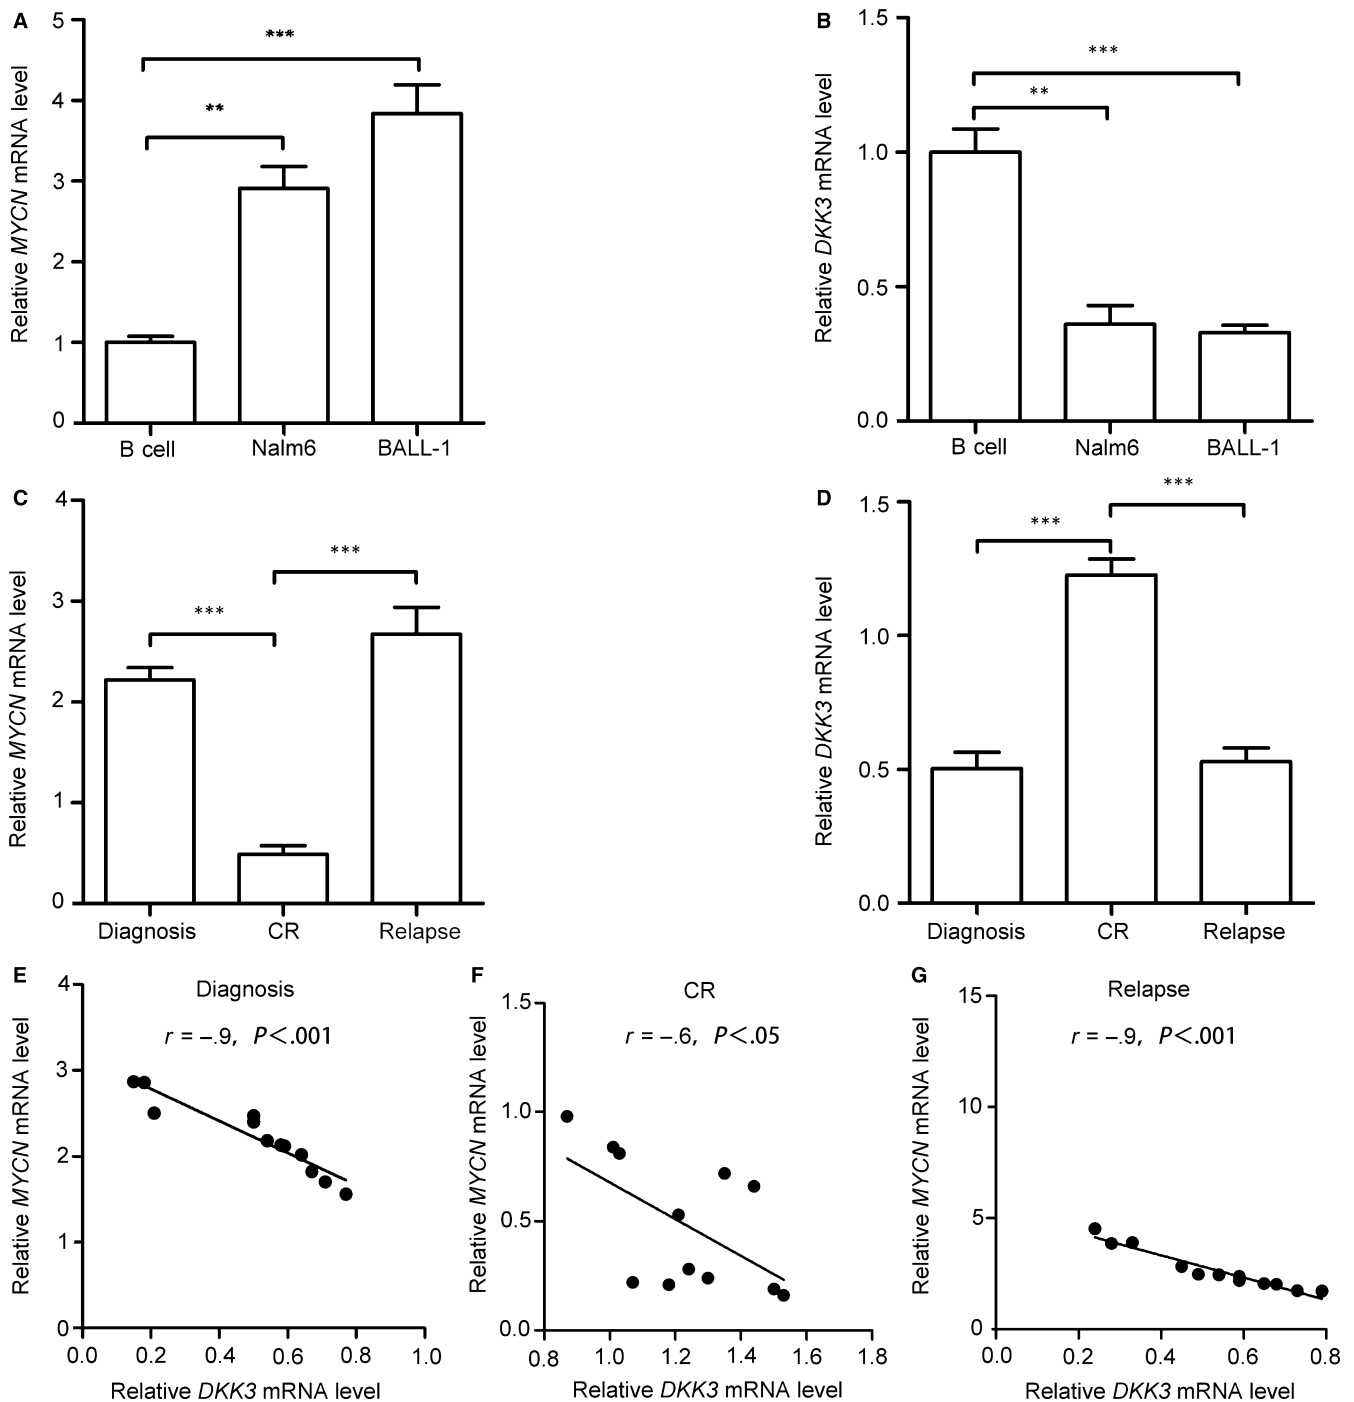 A
Relative MYCN mRNA level
5
4
3
2
1
0
***
**
B cell Nalm6 BALL-1
B
Relative DKK3 mRNA level
1.5
1.0
0.5
0.0
***
**
B cell Nalm6 BALL-1
C
Relative MYCN mRNA level
4
3
2
1
0
***
***
Diagnosis CR Relapse
D
Relative DKK3 mRNA level
1.5
1.0
0.5
0.0
***
***
Diagnosis CR Relapse
E
Diagnosis
r = –.9, P<.001
Relative MYCN mRNA level
4
3
2
1
0
0.0 0.2 0.4 0.6 0.8 1.0
Relative DKK3 mRNA level
F
CR
r = –.6, P<.05
Relative MYCN mRNA level
1.5
1.0
0.5
0.0
0.8 1.0 1.2 1.4 1.6 1.8
Relative DKK3 mRNA level
G
Relapse
r = –.9, P<.001
Relative MYCN mRNA level
15
10
5
0
0.0 0.2 0.4 0.6 0.8
Relative DKK3 mRNA level